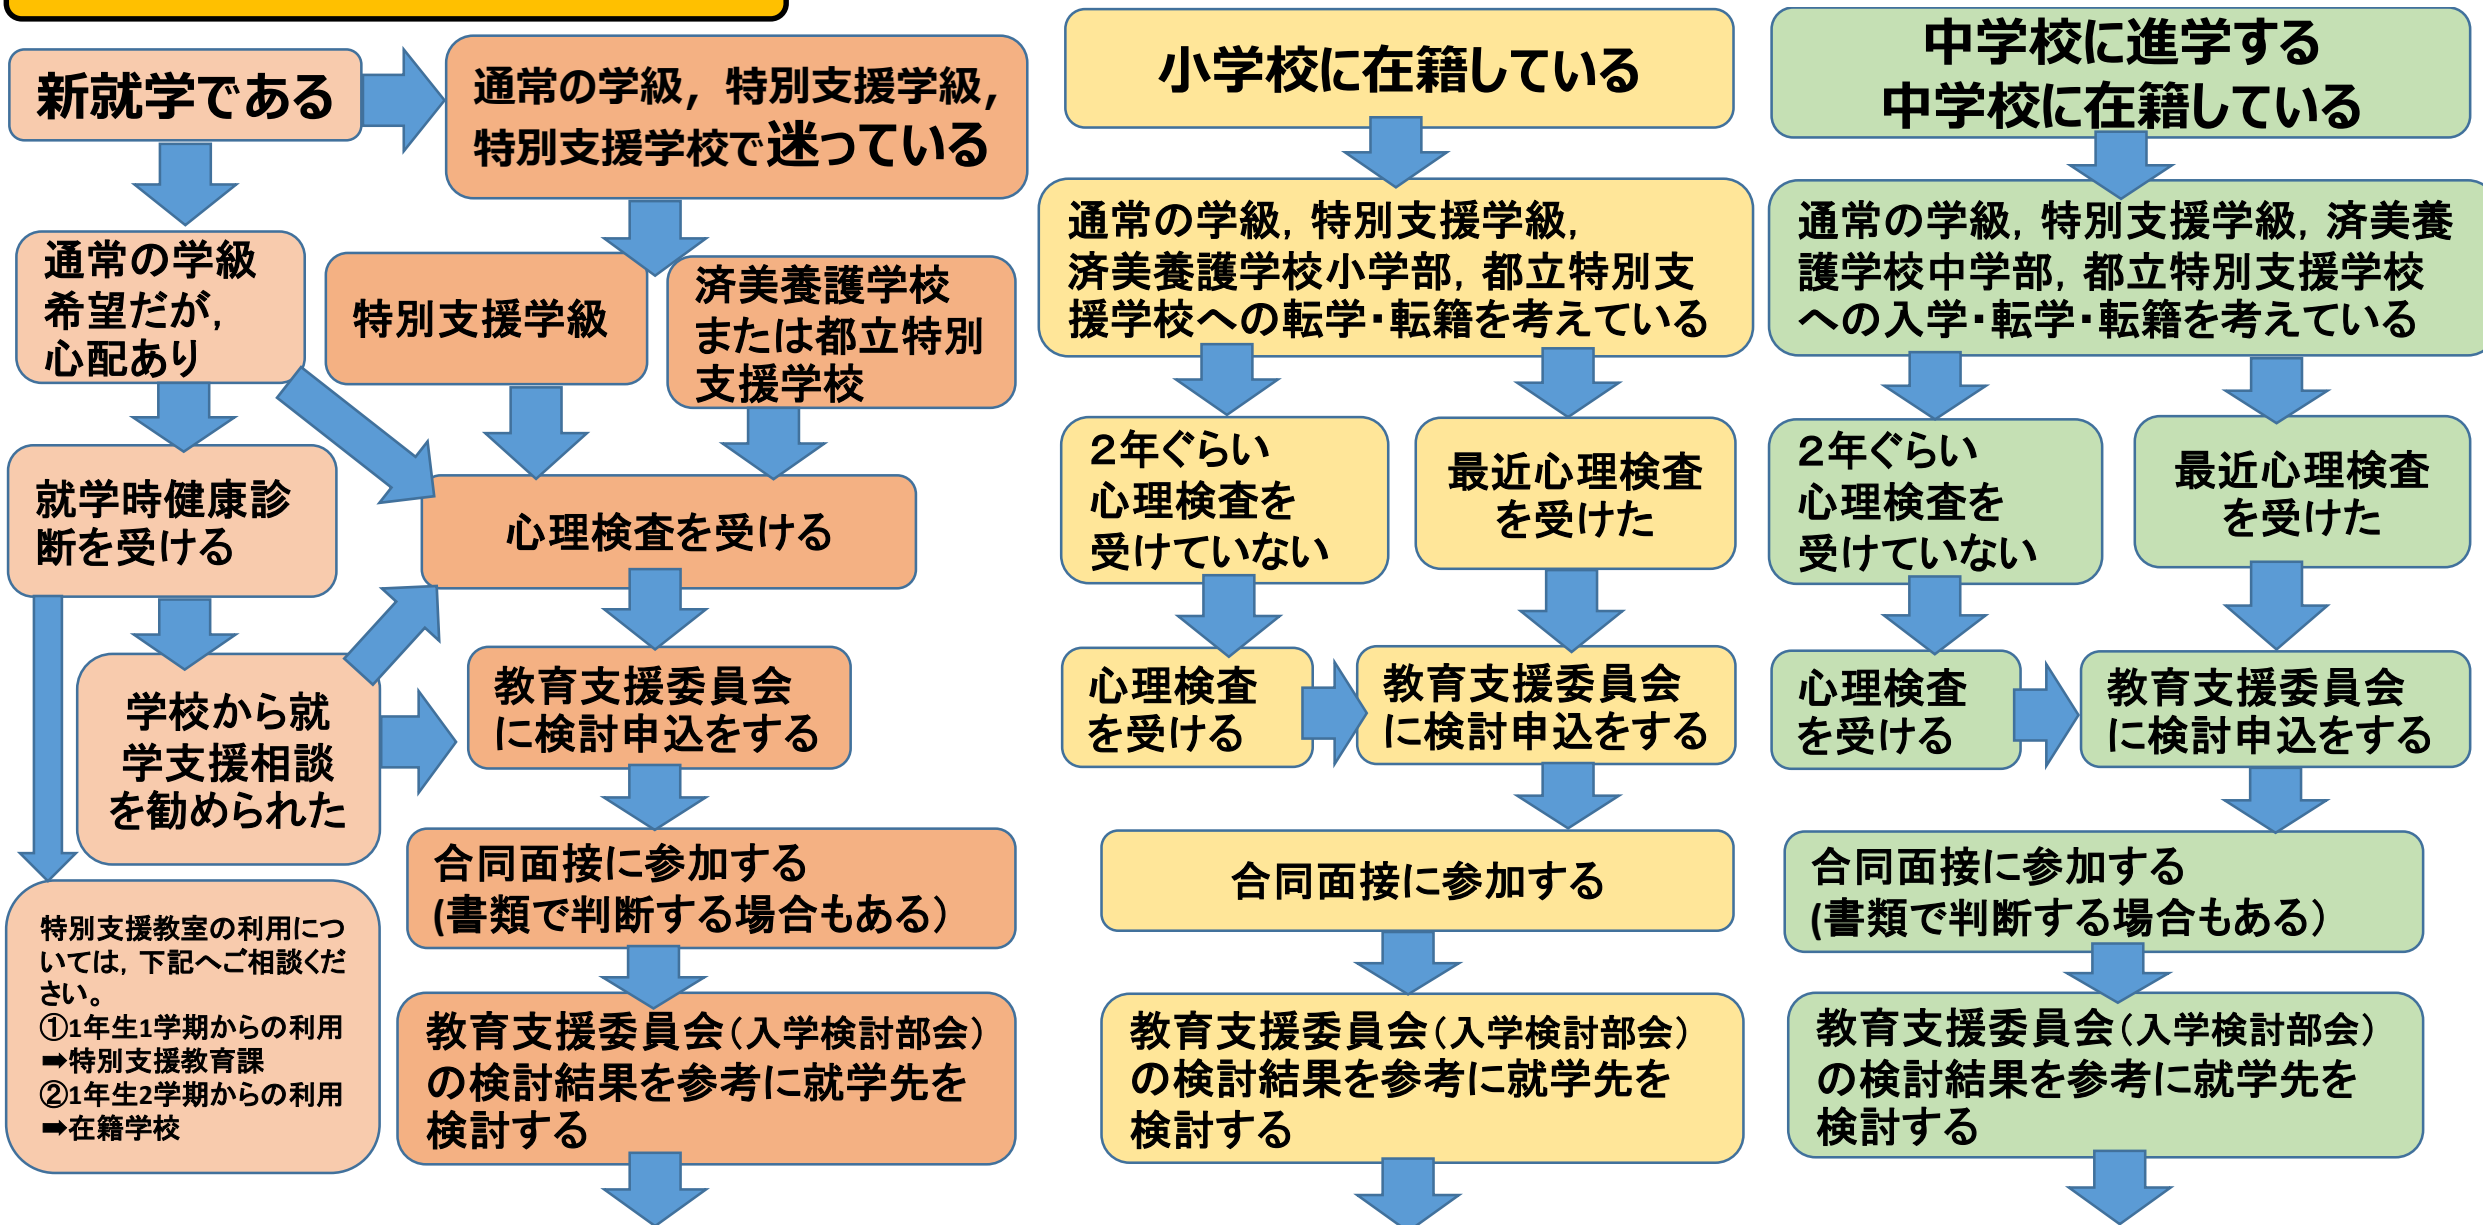 新就学である
通常の学級，特別支援学級，
特別支援学校で迷っている
通常の学級
希望だが，
心配あり
特別支援学級
済美養護学校
または都立特別
支援学校
就学時健康診
断を受ける
心理検査を受ける
学校から就
学支援相談
を勧められた
教育支援委員会
に検討申込をする
合同面接に参加する
(書類で判断する場合もある）
特別支援教室の利用につ
いては，下記へご相談くだ
さい。
①1年生1学期からの利用
➡特別支援教育課
②1年生2学期からの利用
➡在籍学校
教育支援委員会（入学検討部会）
の検討結果を参考に就学先を
検討する
小学校に在籍している
通常の学級，特別支援学級，
済美養護学校小学部，都立特別支
援学校への転学・転籍を考えている
２年ぐらい
心理検査を
受けていない
最近心理検査
を受けた
心理検査
を受ける
教育支援委員会
に検討申込をする
合同面接に参加する
教育支援委員会（入学検討部会）
の検討結果を参考に就学先を
検討する
中学校に進学する
中学校に在籍している
通常の学級，特別支援学級，済美養
護学校中学部，都立特別支援学校
への入学・転学・転籍を考えている
２年ぐらい
心理検査を
受けていない
最近心理検査
を受けた
心理検査
を受ける
教育支援委員会
に検討申込をする
合同面接に参加する
(書類で判断する場合もある）
教育支援委員会（入学検討部会）
の検討結果を参考に就学先を
検討する